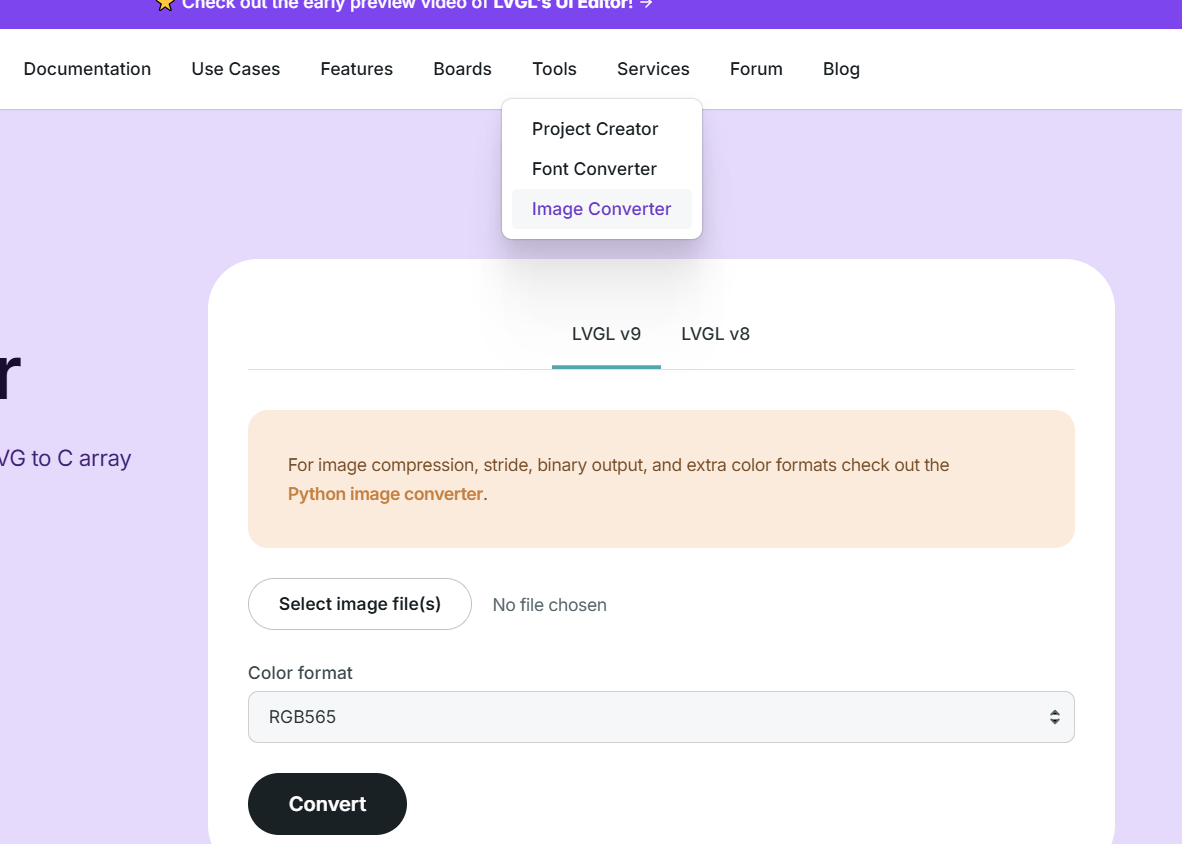 Check out the early preview video of LVGL's UI Editor! →
Documentation Use Cases Features Boards Tools Services Forum Blog
Project Creator
Font Converter
Image Converter
LVGL v9 LVGL v8
r
VG to C array
For image compression, stride, binary output, and extra color formats check out the
Python image converter.
Select image file(s) No file chosen
Color format
RGB565
Convert